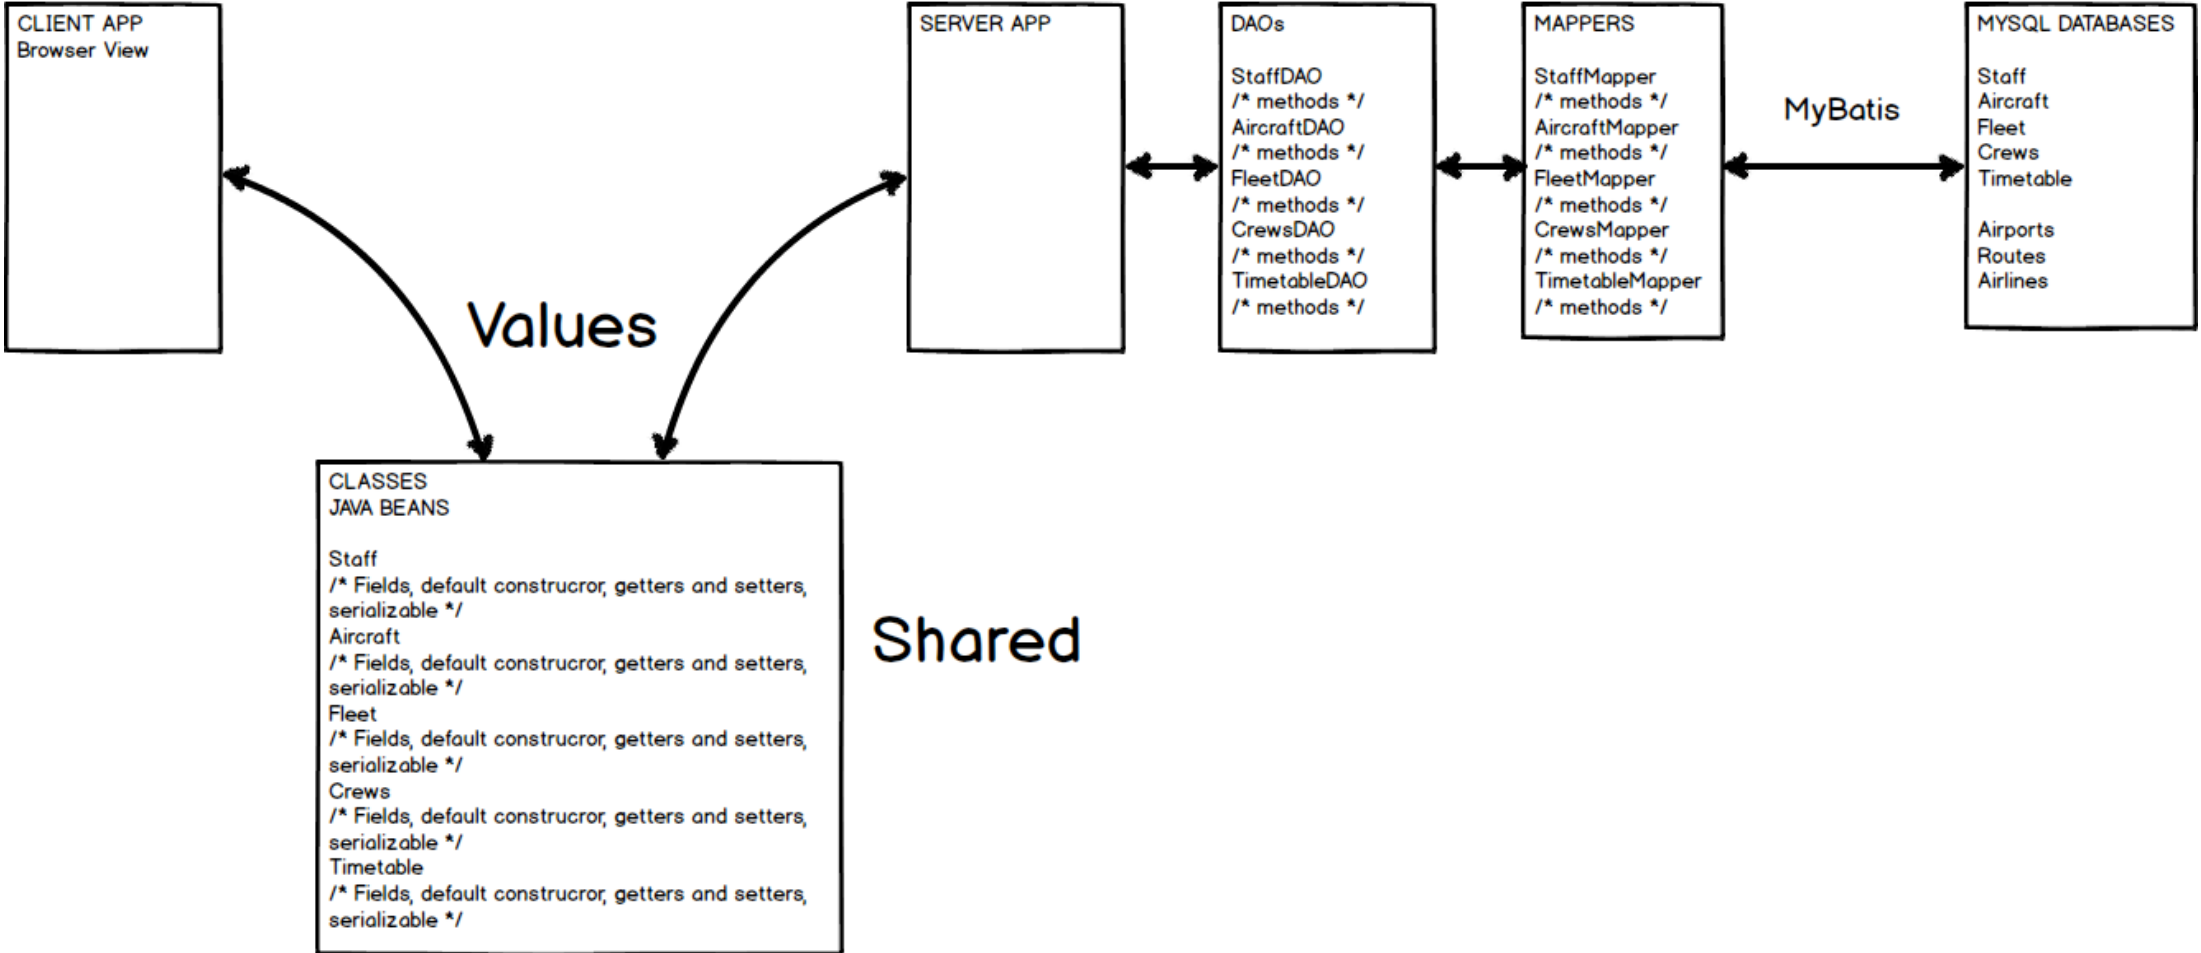 CLIENT APP
Browser View
SERVER APP
DAOs
StaffDAO
/* methods */
AircraftDAO
/* methods */
FleetDAO
/* methods */
CrewsDAO
/* methods */
TimetableDAO
/* methods */
MAPPERS
StaffMapper
/* methods */
AircraftMapper
/* methods */
FleetMapper
/* methods */
CrewsMapper
/* methods */
TimetableMapper
/* methods */
MyBatis
MYSQL DATABASES
Staff
Aircraft
Fleet
Crews
Timetable
Airports
Routes
Airlines
Values
CLASSES
JAVA BEANS
Staff
/* Fields, default construcror, getters and setters,
serializable */
Aircraft
/* Fields, default construcror, getters and setters,
serializable */
Fleet
/* Fields, default construcror, getters and setters,
serializable */
Crews
/* Fields, default construcror, getters and setters,
serializable */
Timetable
/* Fields, default construcror, getters and setters,
serializable */
Shared